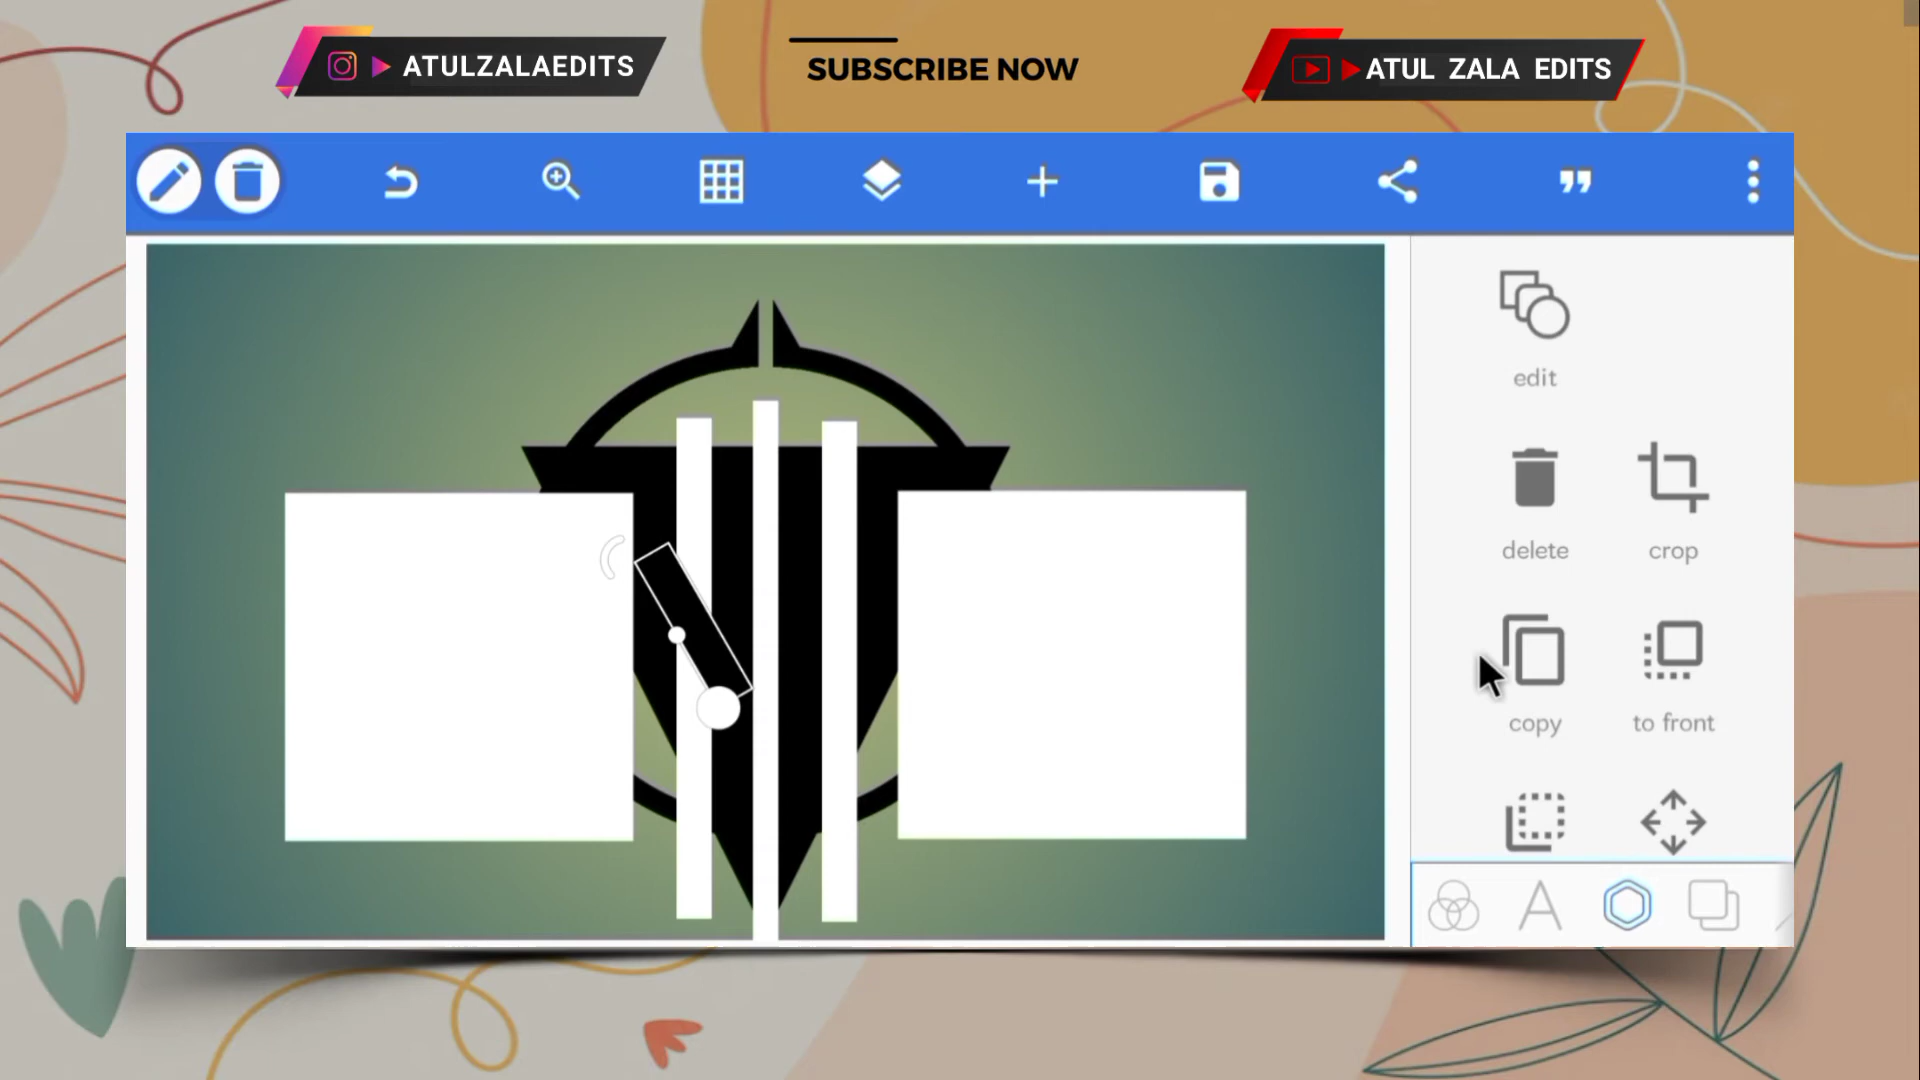 ATULZALAEDITS
SUBSCRIBE NOW
ATUL ZALA EDITS
edit
delete
crop
copy
to front